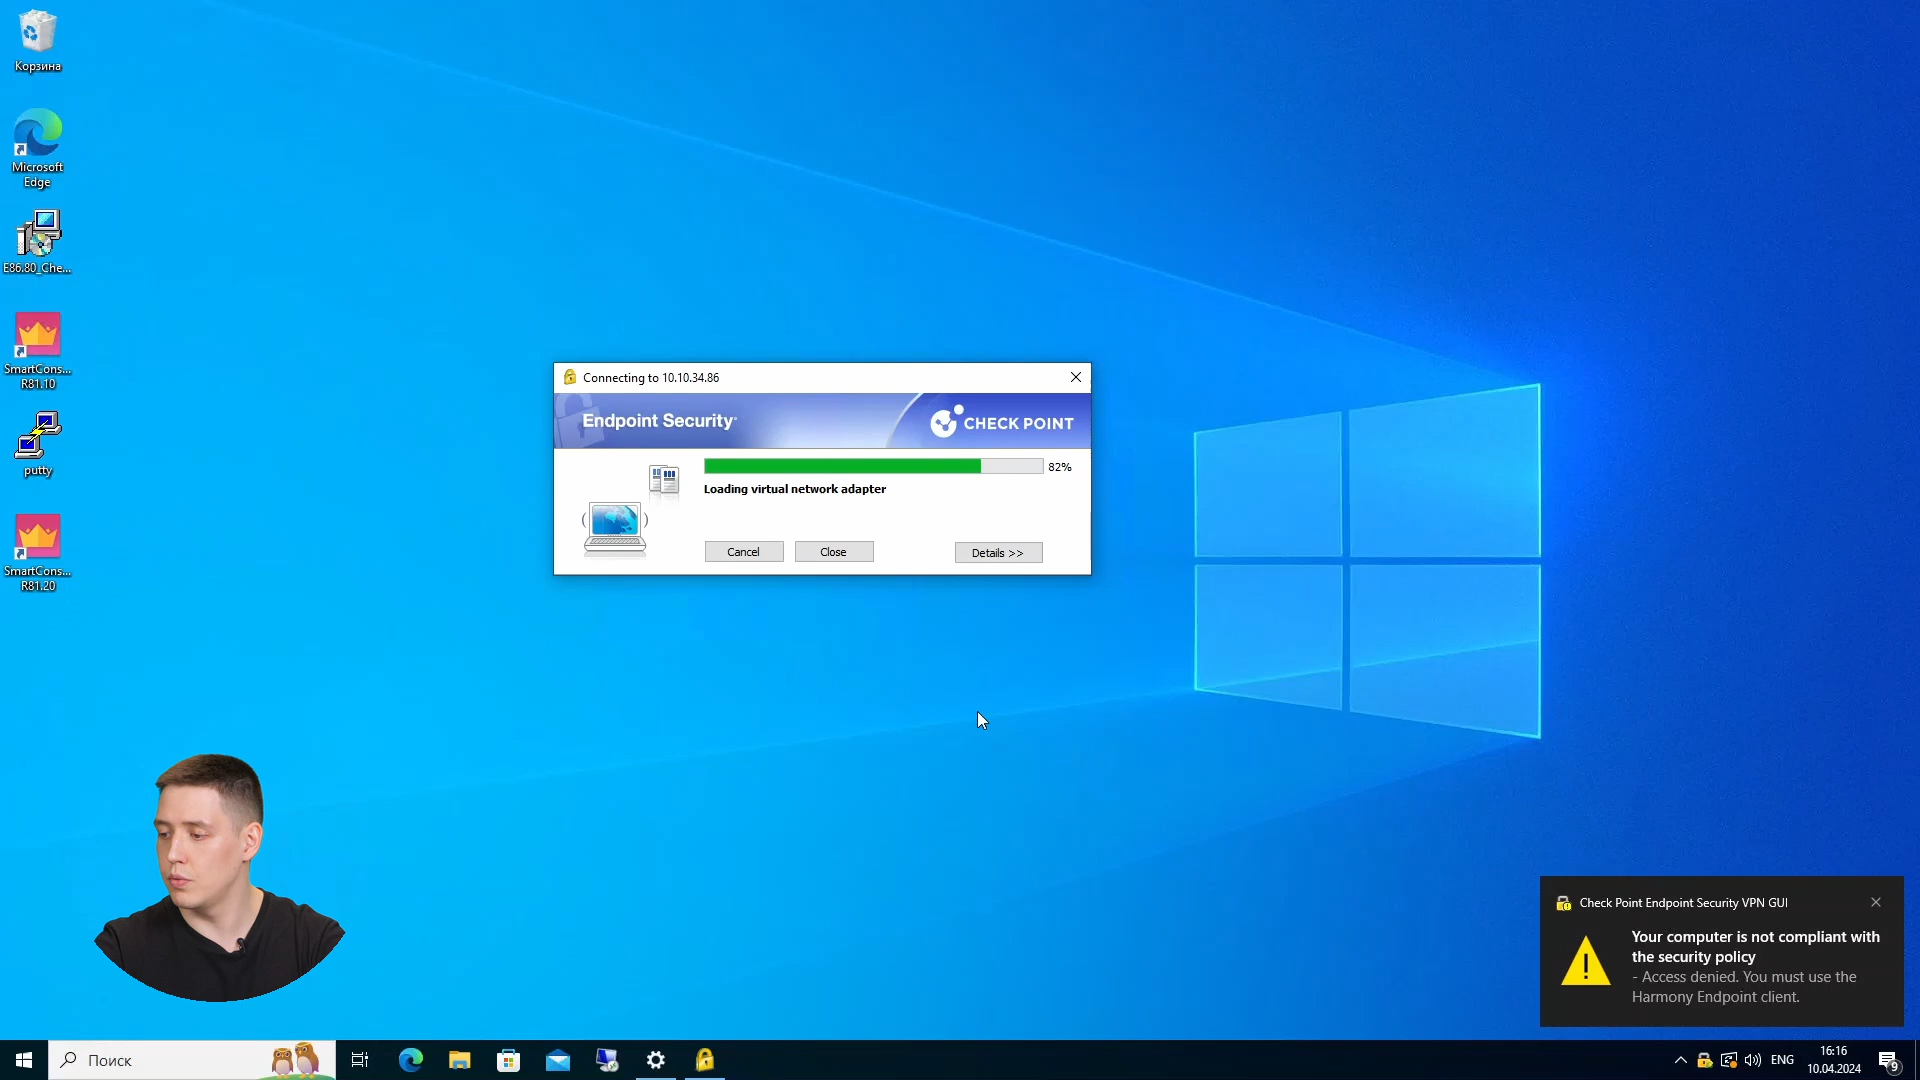 Корзина
Microsoft
Edge
E86.80_Che...
SmartCons...
R81.10
putty
SmartCons...
R81.20
Connecting to 10.10.34.86
Endpoint Security
CHECK POINT
82%
Loading virtual network adapter
Cancel
Close
Details >>
Check Point Endpoint Security VPN GUI
Your computer is not compliant with
the security policy
- Access denied. You must use the
Harmony Endpoint client.
Поиск
ENG
16:16
10.04.2024
9